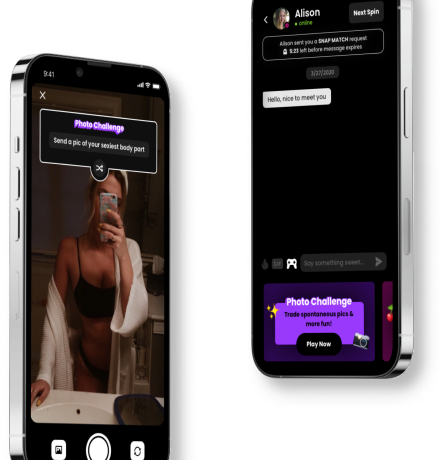 9:41
X
Photo Challenge
Send a pic of your sexiest body part
Alison
online
Next Spin
Alison sent you a SNAP MATCH request
5:23 left before message expires
3/27/2020
Hello, nice to meet you
Say something sweet...
Photo Challenge
Trade spontaneous pics &
more fun!
Play Now